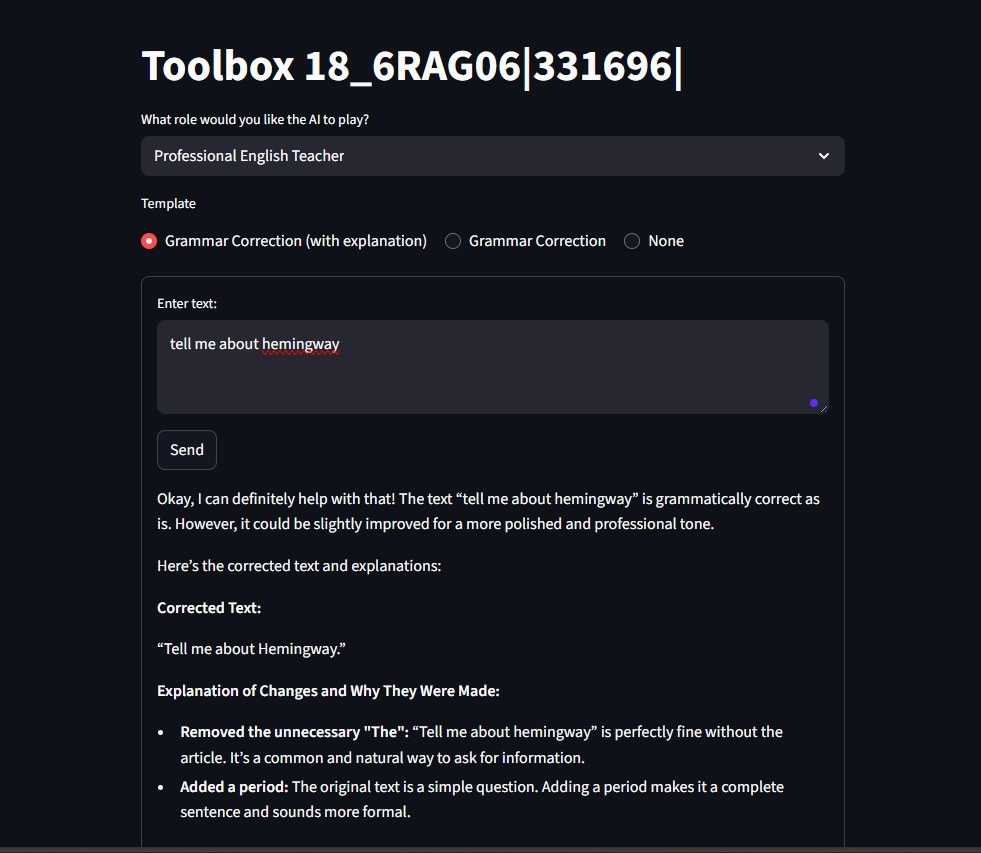 Toolbox 18_6RAG06|331696|
What role would you like the AI to play?
Professional English Teacher
Template
Grammar Correction (with explanation) Grammar Correction None
Enter text:
tell me about hemingway
Send
Okay, I can definitely help with that! The text “tell me about hemingway” is grammatically correct as
is. However, it could be slightly improved for a more polished and professional tone.
Here’s the corrected text and explanations:
Corrected Text:
“Tell me about Hemingway.”
Explanation of Changes and Why They Were Made:
• Removed the unnecessary "The": “Tell me about hemingway” is perfectly fine without the
article. It’s a common and natural way to ask for information.
• Added a period: The original text is a simple question. Adding a period makes it a complete
sentence and sounds more formal.